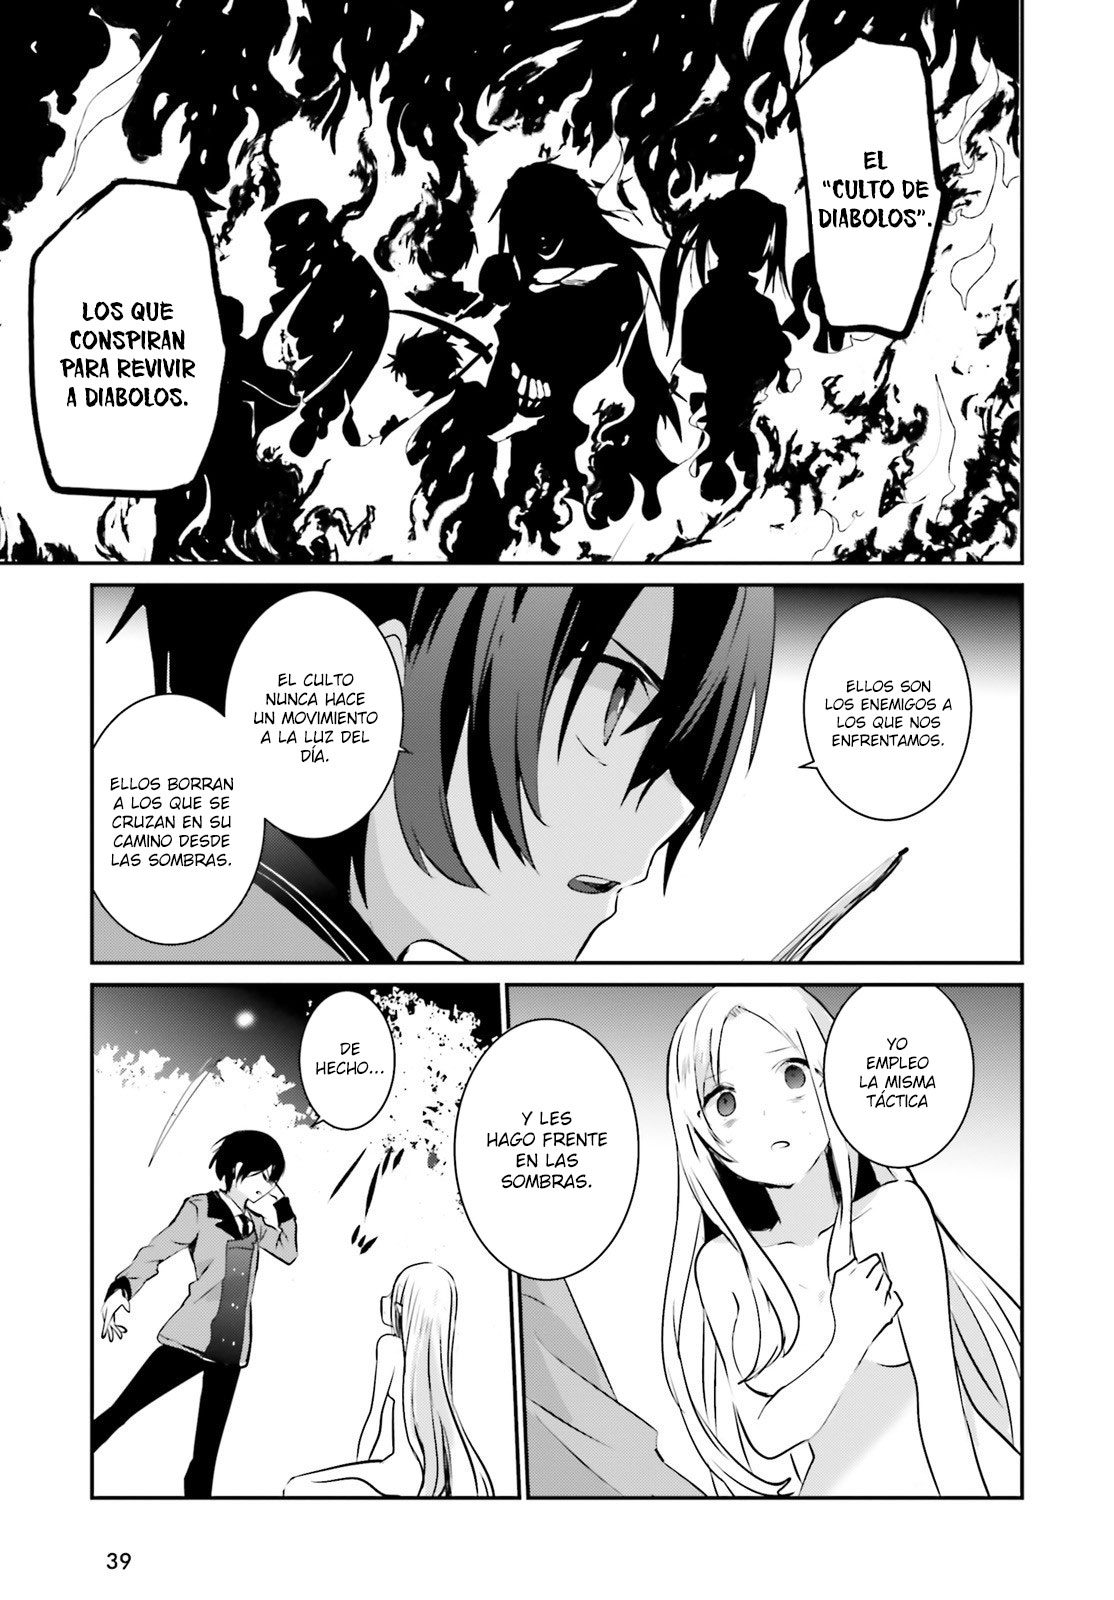 EL
"CULTO DE
DIABOLOS".
LOS QUE
CONSPIRAN
PARA REVIVIR
A DIABOLOS.
ELLOS SON
LOS ENEMIGOS A
LOS QUE NOS
ENFRENTAMOS.
EL CULTO
NUNCA HACE
UN MOVIMIENTO
A LA LUZ DEL
DÍA.
ELLOS BORRAN
A LOS QUE SE
CRUZAN EN SU
CAMINO DESDE
LAS SOMBRAS.
YO
EMPLEO
LA MISMA
TÁCTICA
Y LES
HAGO FRENTE
EN LAS
SOMBRAS.
DE
HECHO...
39